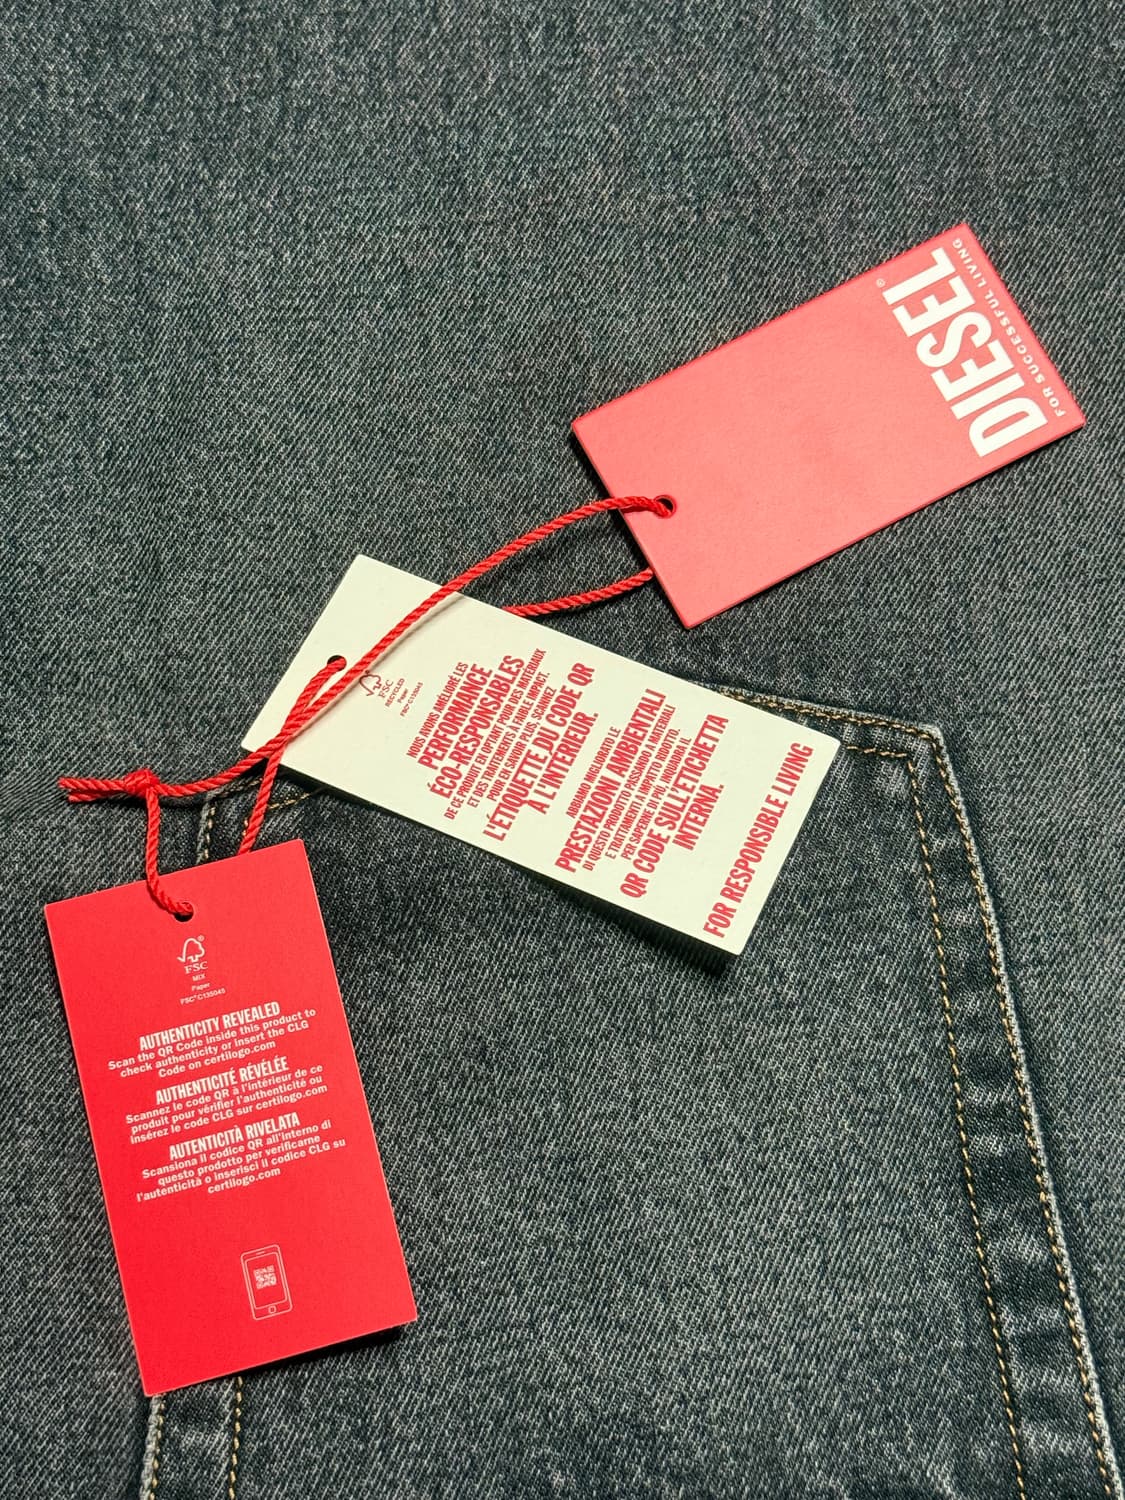 DIESEL®
FOR SUCCESSFUL LIVING
FSC
RECYCLED
Paper
FSC® C135045
NOUS AVONS AMÉLIORÉ LES
PERFORMANCE
ÉCO-RESPONSABLES
DE CE PRODUIT EN OPTANT POUR DES MATÉRIAUX
ET DES TRAITEMENTS À FAIBLE IMPACT.
POUR EN SAVOIR PLUS, SCANNEZ
L'ÉTIQUETTE DU CODE QR
À L'INTÉRIEUR.
ABBIAMO MIGLIORATO LE
PRESTAZIONI AMBIENTALI
DI QUESTO PRODOTTO PASSANDO A MATERIALI
E TRATTAMENTI A IMPATTO RIDOTTO.
PER SAPERNE DI PIÙ, INQUADRA IL
QR CODE SULL'ETICHETTA
INTERNA.
FOR RESPONSIBLE LIVING
®
FSC
MIX
Paper
FSC® C135045
AUTHENTICITY REVEALED
Scan the QR Code inside this product to
check authenticity or insert the CLG
Code on certilogo.com
AUTHENTICITÉ RÉVÉLÉE
Scannez le code QR à l'intérieur de ce
produit pour vérifier l'authenticité ou
insérez le code CLG sur certilogo.com
AUTENTICITÀ RIVELATA
Scansiona il codice QR all'interno di
questo prodotto per verificarne
l'autenticità o inserisci il codice CLG su
certilogo.com